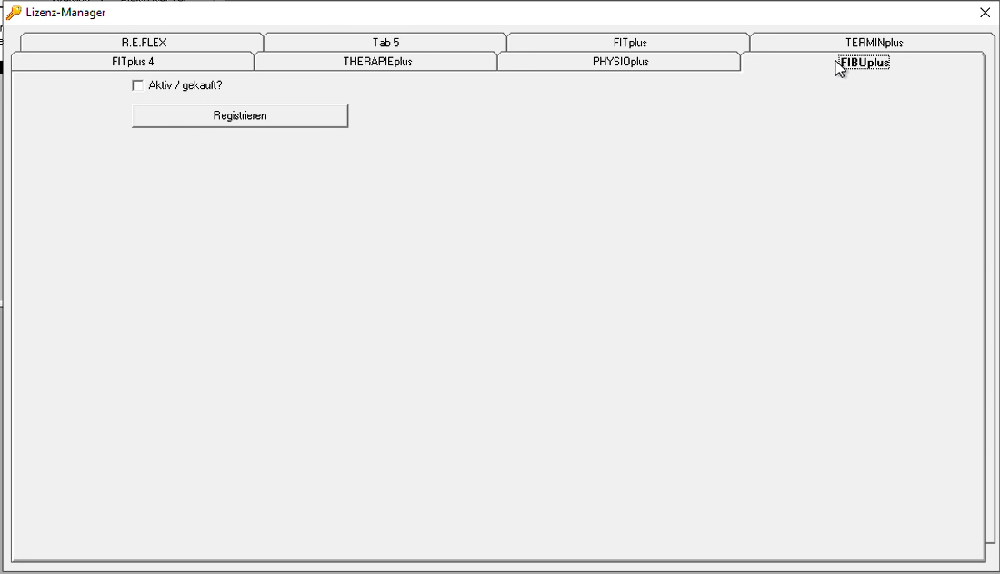 Lizenz-Manager
R.E.FLEX
Tab 5
FITplus
TERMINplus
FITplus 4
THERAPIEplus
PHYSIOplus
FIBUplus
Aktiv / gekauft?
Registrieren